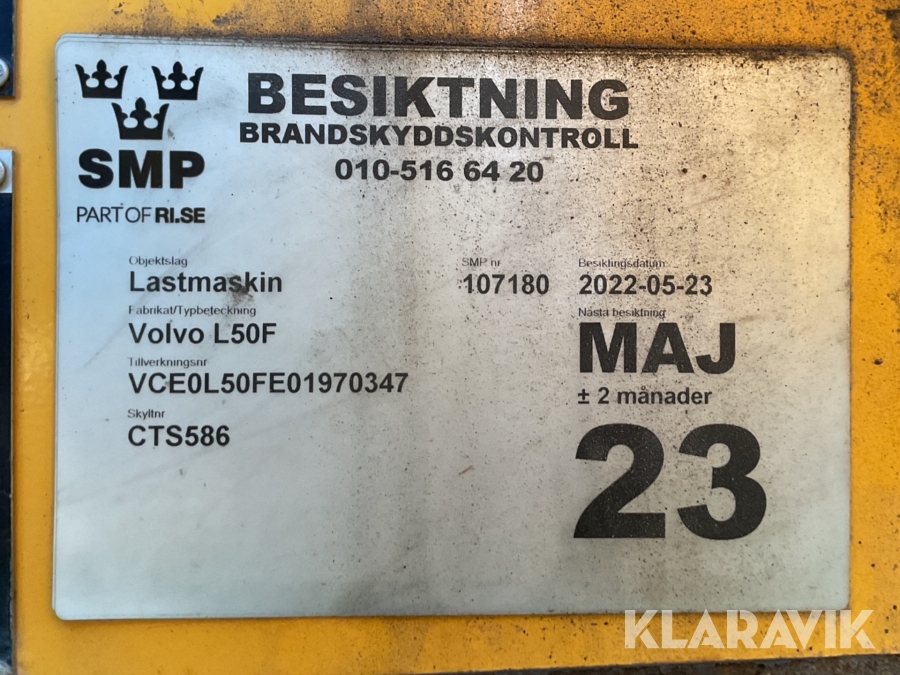 BESIKTNING
BRANDSKYDDSKONTROLL
010-516 64 20
SMP
PART OF RI.SE
Objektslag
Lastmaskin
SMP nr
107180
Besiktingsdatum
2022-05-23
Fabrikat/Typbeteckning
Volvo L50F
Nästa besiktning
MAJ
± 2 månader
23
Tillverkningsnr
VCE0L50FE01970347
Skyltnr
CTS586
KLARAVIK